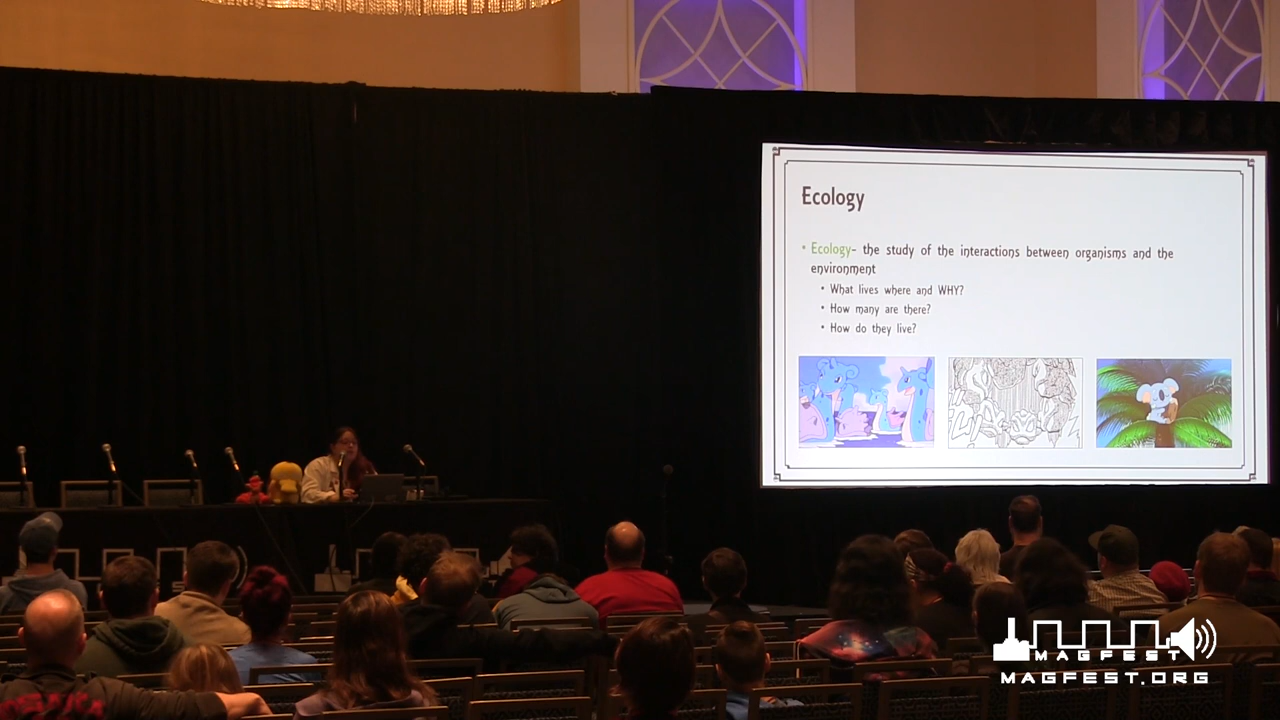 Ecology
• Ecology- the study of the interactions between organisms and the
environment
• What lives where and WHY?
• How many are there?
• How do they live?
MAGFEST
MAGFEST.ORG